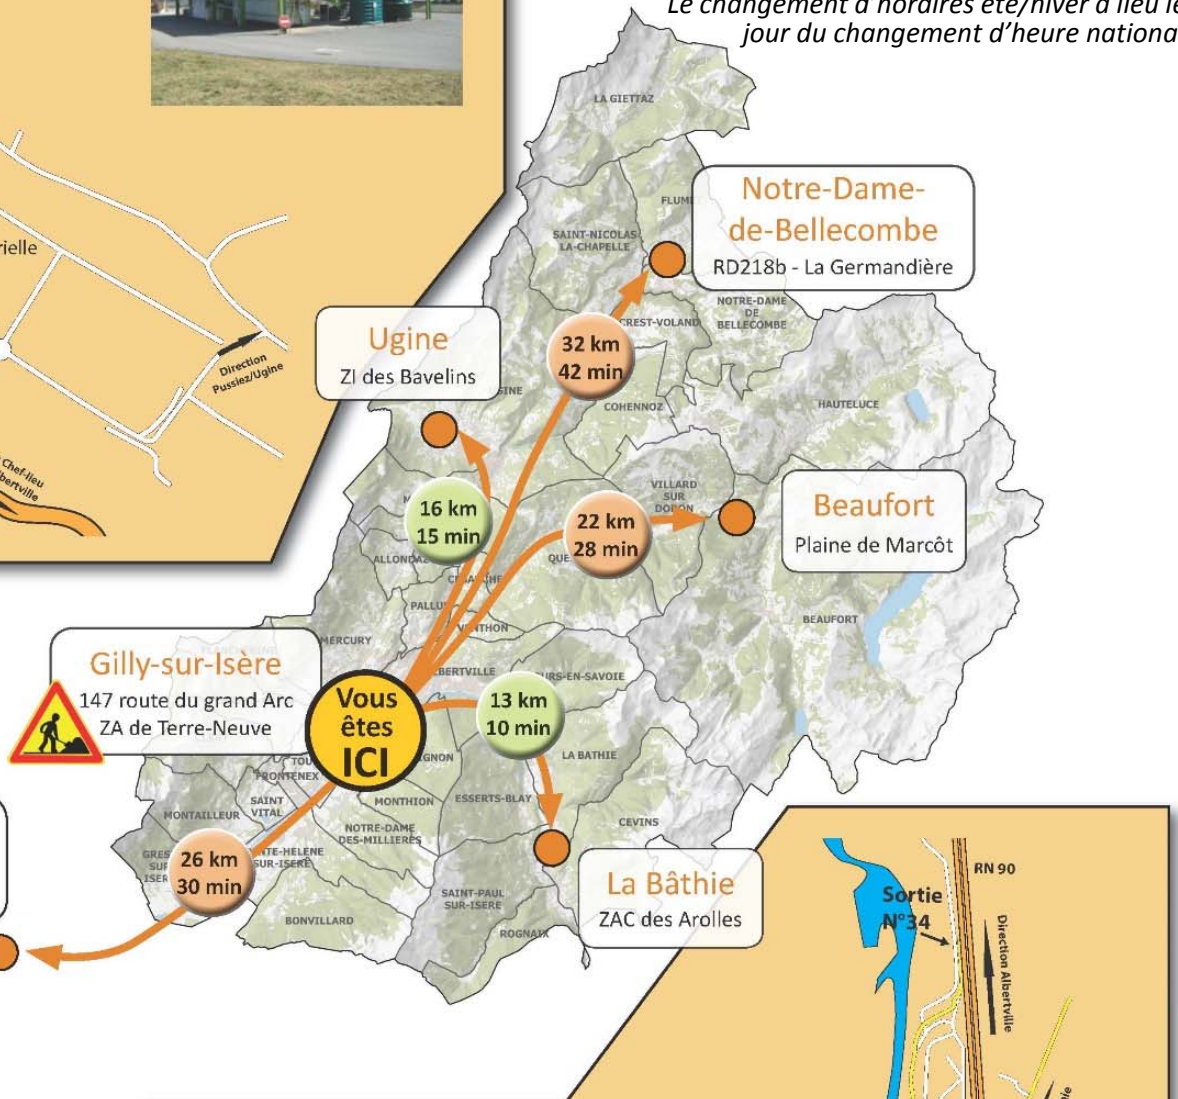 Le changement d'horaires été/hiver a lieu le
jour du changement d'heure
LA GIETTAZ
Notre-Dame-
de-Bellecombe
RD218b - La Germandière
SAINT-NICOLAS
LA-CHAPELLE
NOTRE-DAME
DE
BELLECOMBE
CREST-VOLAND
32 km
42 min
Ugine
ZI des Bavelins
COHENNOZ
HAUTELUCE
Direction
Pussiez/Ugine
Chef-lieu
VILLARD
SUR
DORON
Beaufort
Plaine de Marcôt
16 km
15 min
22 km
28 min
BEAUFORT
MERCURY
Gilly-sur-Isère
147 route du grand Arc
ZA de Terre-Neuve
Vous
êtes
ICI
13 km
10 min
LA BATHIE
FRONTENEX
SAINT
VITAL
MONTAILLEUR
MONTHION
ESSERTS-BLAY
CEVINS
NOTRE-DAME
DES-MILLIERES
SUR-ISERE
26 km
30 min
SAINT-PAUL
SUR-ISERE
BONVILLARD
ROGNAIX
La Bâthie
ZAC des Arolles
RN 90
Sortie
N°34
Direction Albertville